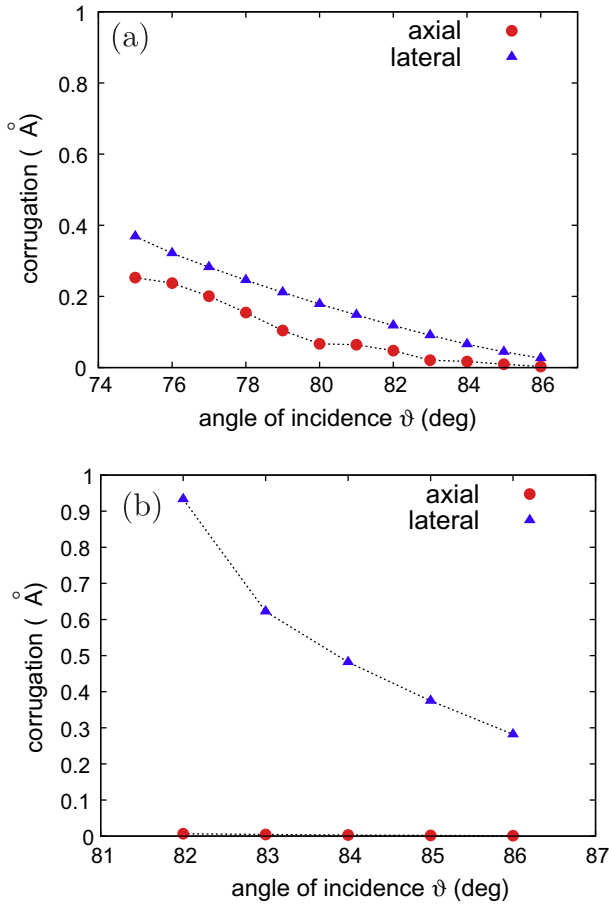 (a)
axial
lateral
corrugation ( Å)
1
0.8
0.6
0.4
0.2
0
74 76 78 80 82 84 86
angle of incidence ϑ (deg)
(b)
axial
lateral
corrugation ( Å)
1
0.9
0.8
0.7
0.6
0.5
0.4
0.3
0.2
0.1
0
81 82 83 84 85 86 87
angle of incidence ϑ (deg)